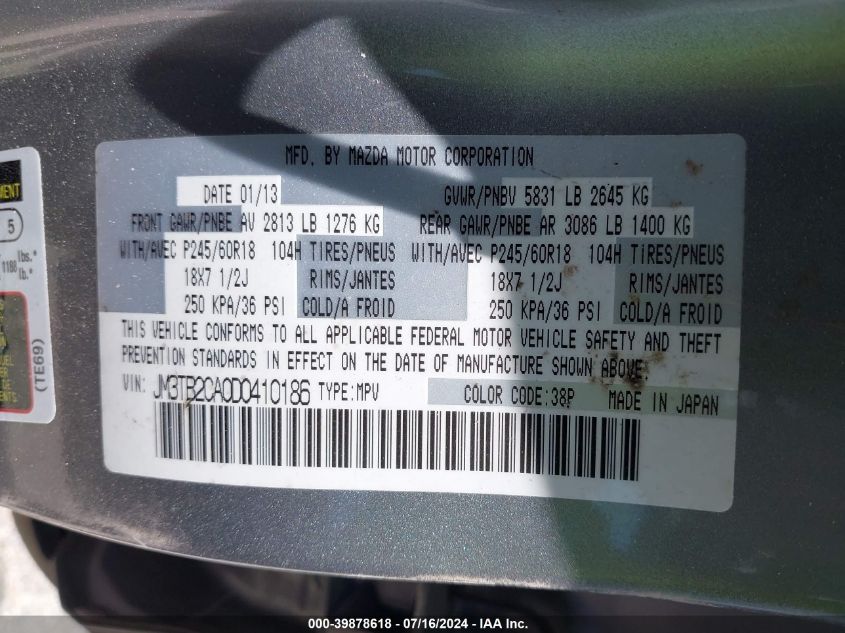 MFD. BY MAZDA MOTOR CORPORATION
DATE 01/13 GVWR/PNBV 5831 LB 2645 KG
FRONT GAWR/PNBE AV 2813 LB 1276 KG REAR GAWR/PNBE AR 3086 LB 1400 KG
WITH/AVEC P245/60R18 104H TIRES/PNEUS WITH/AVEC P245/60R18 104H TIRES/PNEUS
18X7 1/2J RIMS/JANTES 18X7 1/2J RIMS/JANTES
250 KPA/36 PSI COLD/A FROID 250 KPA/36 PSI COLD/A FROID
THIS VEHICLE CONFORMS TO ALL APPLICABLE FEDERAL MOTOR VEHICLE SAFETY AND THEFT
PREVENTION STANDARDS IN EFFECT ON THE DATE OF MANUFACTURE SHOWN ABOVE.
VIN: JM3TB2CA0D0410186 TYPE:MPV COLOR CODE:38P MADE IN JAPAN
5
lbs.*
1180 lb.*
(TE69)
000-39878618 - 07/16/2024 - IAA Inc.